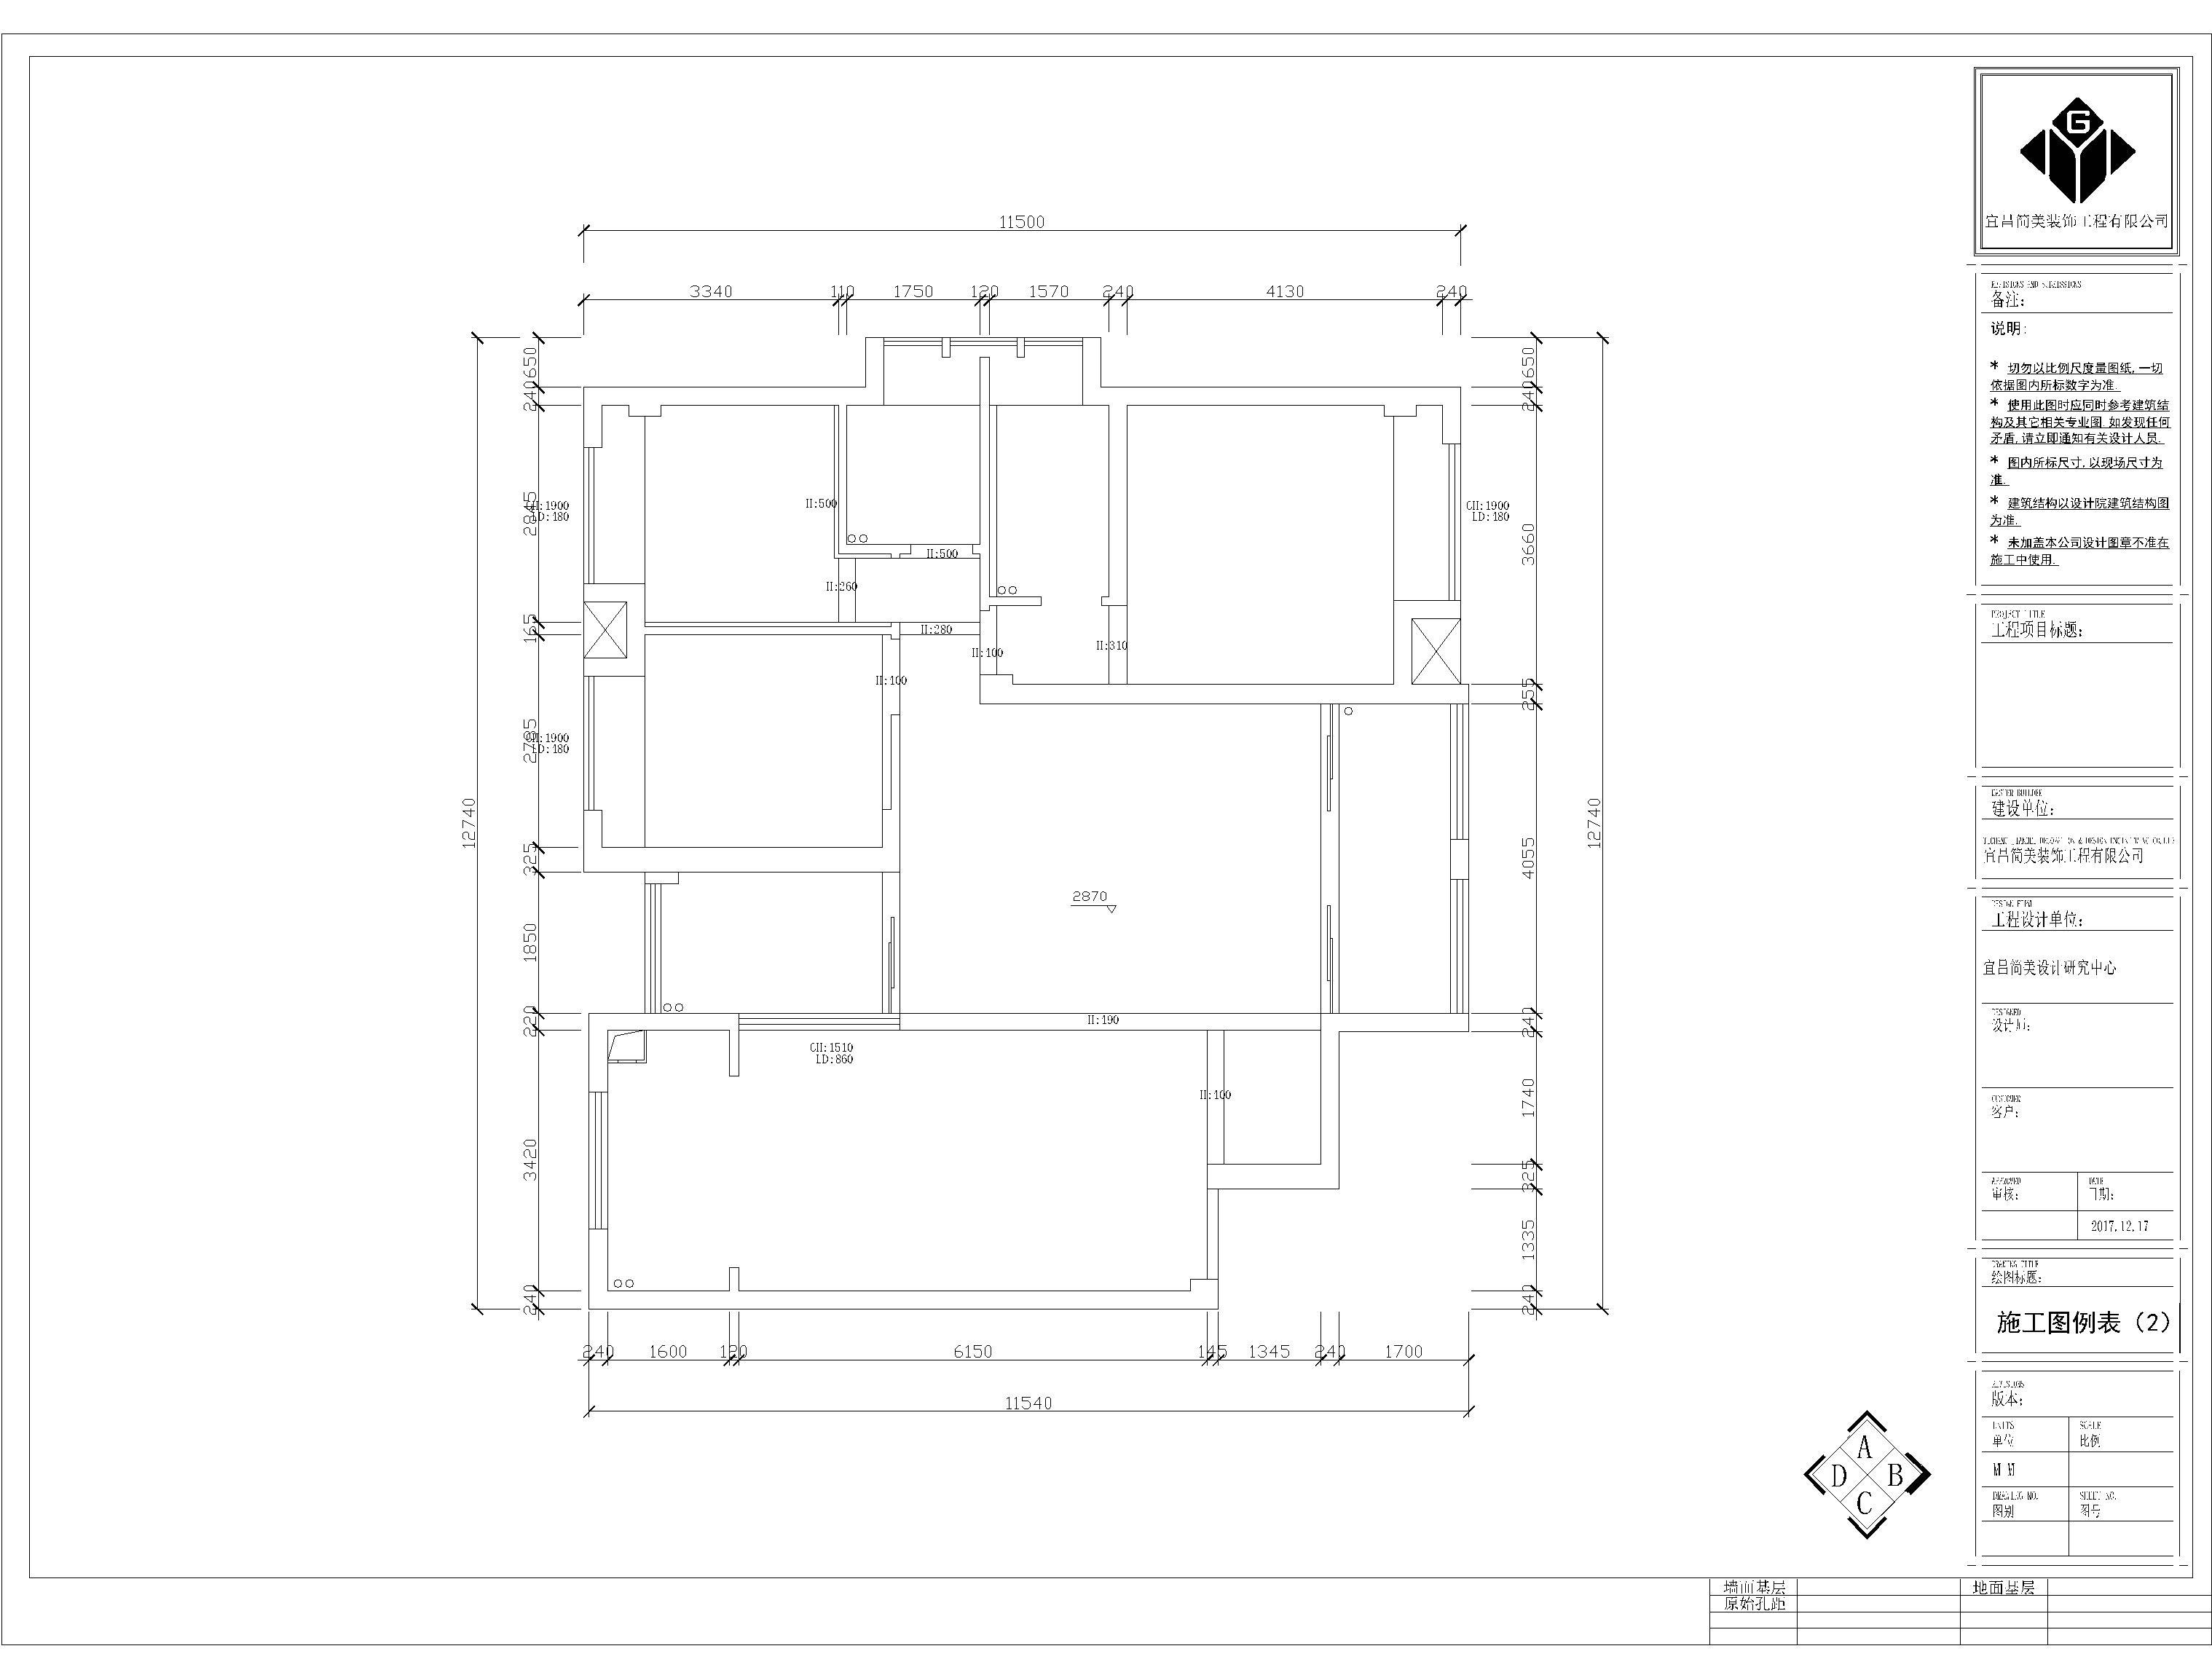 11500
3340
110
1750
120
1570
240
4130
240
650
240
2845
165
2785
325
1850
220
3420
240
12740
650
240
3660
255
4055
240
1740
325
1335
240
12740
CH:1900
LD:480
CH:1900
LD:480
CH:1900
LD:480
H:500
H:500
H:260
H:280
H:400
H:310
H:400
2870
H:490
CH:1510
LD:860
H:400
240
1600
120
6150
145
1345
240
1700
11540
A
D
B
C
G
宜昌简美装饰工程有限公司
备注:
说明:
* 切勿以比例尺度量图纸,一切
依据图内所标数字为准.
* 使用此图时应同时参考建筑结
构及其它相关专业图.如发现任何
矛盾,请立即通知有关设计人员.
* 图内所标尺寸,以现场尺寸为
准.
* 建筑结构以设计院建筑结构图
为准.
* 未加盖本公司设计图章不准在
施工中使用.
PROJECT TITLE
工程项目标题:
建设单位:
宜昌简美装饰工程有限公司
工程设计单位:
宜昌简美设计研究中心
DESIGNED
设计师:
CUSTOMER
客户:
APPROVED
审核:
DATE
日期:
2017.12.17
DRAWING TITLE
绘图标题:
施工图例表（2）
版本:
UNITS
单位
SCALE
比例
MM
DRAWING NO.
图别
SHEET NO.
图号
墙面基层
地面基层
原始孔距